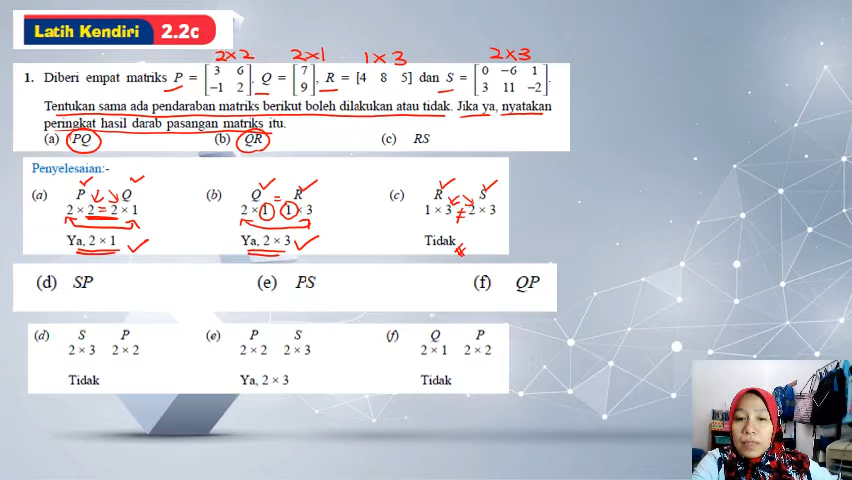 Latih Kendiri 2.2c
2×2 2×1 1×3 2×3
1. Diberi empat matriks P = [3 6 -1 2], Q = [7 9], R = [4 8 5] dan S = [0 -6 1 3 11 -2].
Tentukan sama ada pendaraban matriks berikut boleh dilakukan atau tidak. Jika ya, nyatakan
peringkat hasil darab pasangan matriks itu.
(a) PQ (b) QR (c) RS
Penyelesaian:-
(a) P Q (b) Q = R (c) R S
2 × 2 = 2 × 1 2 × 1 1 × 3 1 × 3 ≠ 2 × 3
Ya, 2 × 1 Ya, 2 × 3 Tidak
(d) SP (e) PS (f) QP
(d) S P (e) P S (f) Q P
2 × 3 2 × 2 2 × 2 2 × 3 2 × 1 2 × 2
Tidak Ya, 2 × 3 Tidak